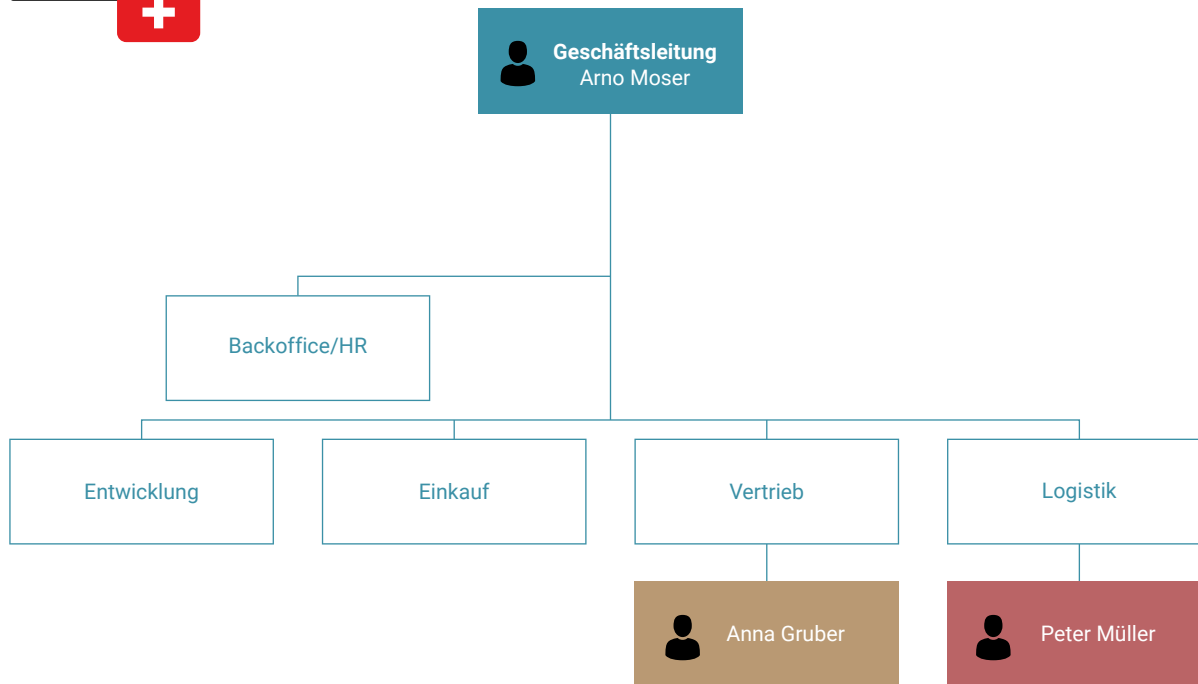 Geschäftsleitung
Arno Moser
Backoffice/HR
Entwicklung
Einkauf
Vertrieb
Logistik
Anna Gruber
Peter Müller